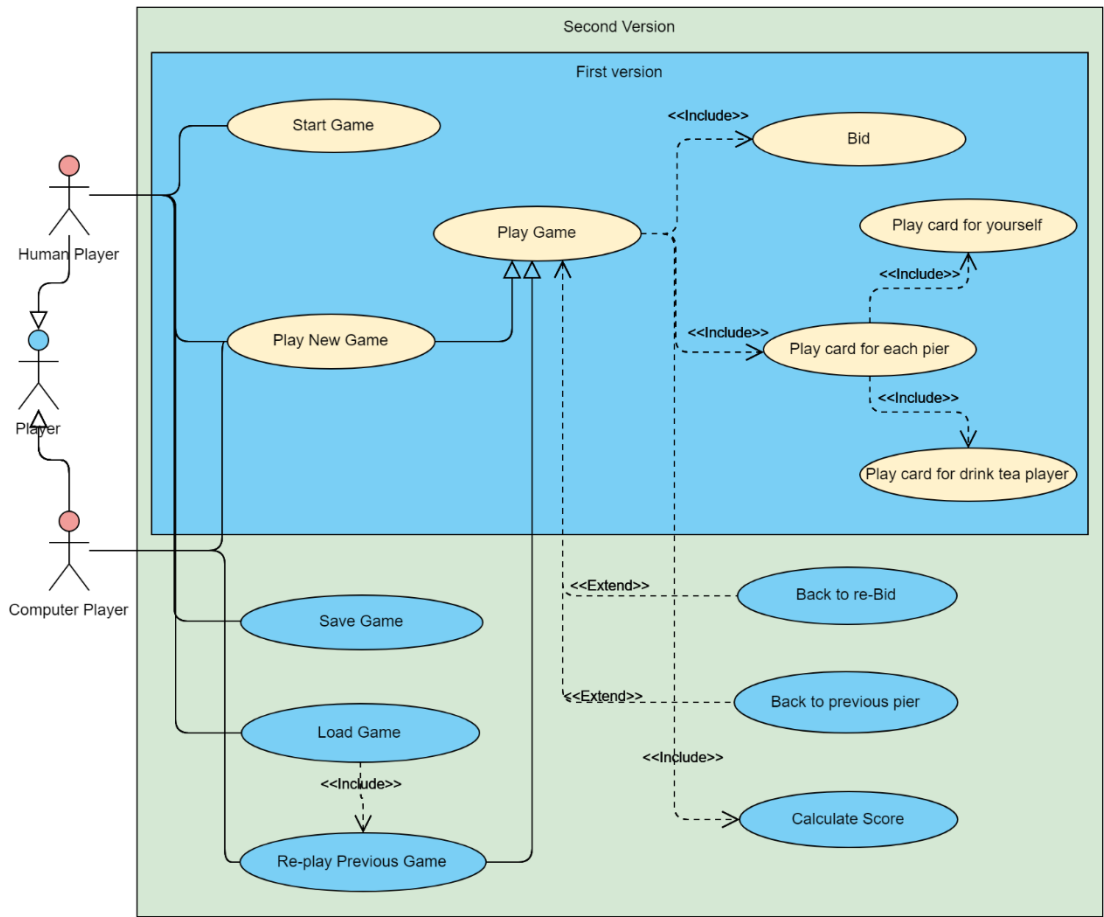 Second Version
First version
Start Game
<<Include>>
Bid
Human Player
Play Game
Play card for yourself
<<Include>>
Play New Game
<<Include>>
Play card for each pier
Player
<<Include>>
Play card for drink tea player
Computer Player
<<Extend>>
Back to re-Bid
Save Game
<<Extend>>
Back to previous pier
Load Game
<<Include>>
<<Include>>
Calculate Score
Re-play Previous Game